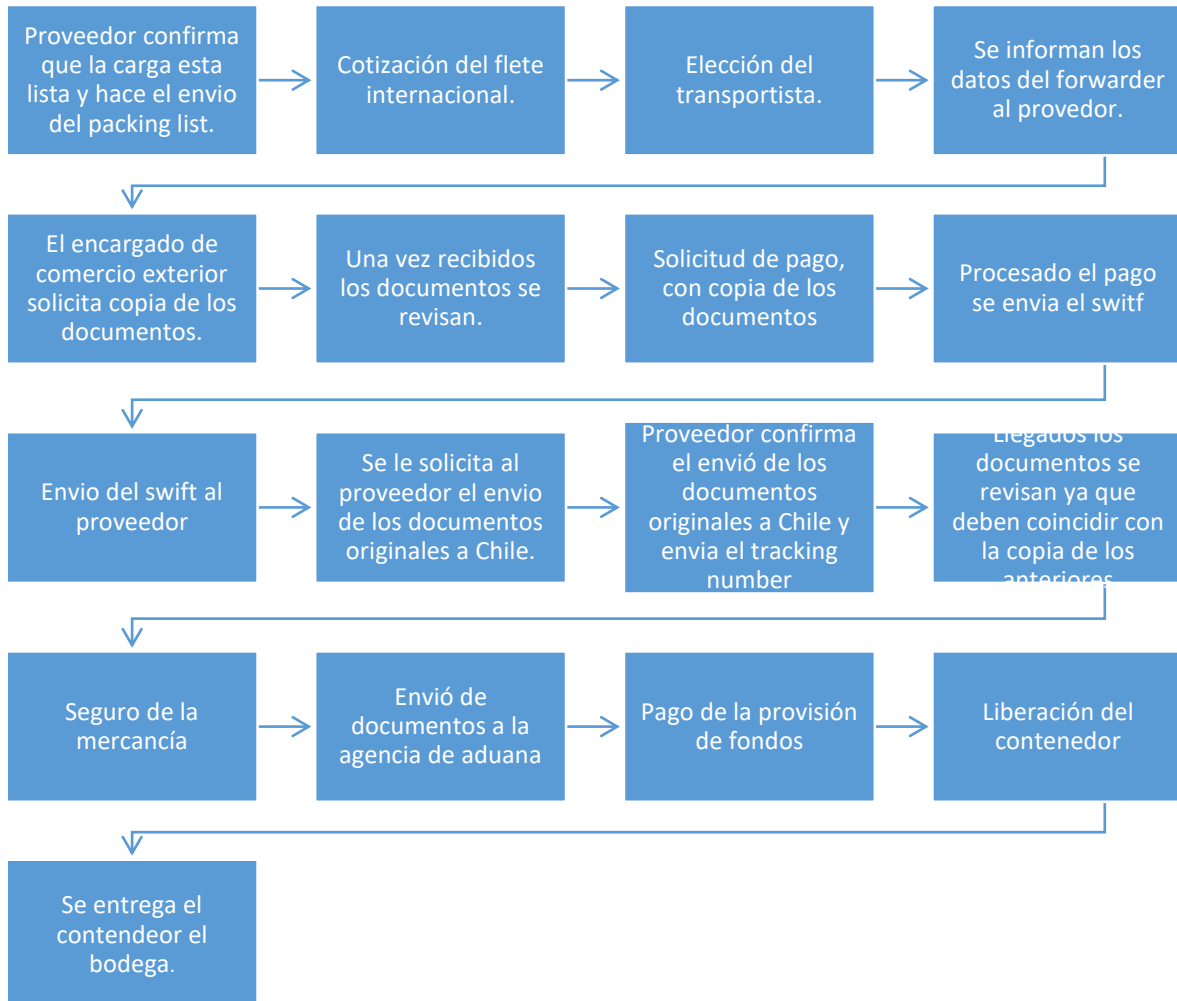 Proveedor confirma
que la carga esta
lista y hace el envio
del packing list.
Cotización del flete
internacional.
Elección del
transportista.
Se informan los
datos del forwarder
al provedor.
El encargado de
comercio exterior
solicita copia de los
documentos.
Una vez recibidos
los documentos se
revisan.
Solicitud de pago,
con copia de los
documentos
Procesado el pago
se envia el switf
Envio del swift al
proveedor
Se le solicita al
proveedor el envio
de los documentos
originales a Chile.
Proveedor confirma
el envió de los
documentos
originales a Chile y
envia el tracking
number
Llegados los
documentos se
revisan ya que
deben coincidir con
la copia de los
anteriores.
Seguro de la
mercancía
Envió de
documentos a la
agencia de aduana
Pago de la provisión
de fondos
Liberación del
contenedor
Se entrega el
contendeor el
bodega.